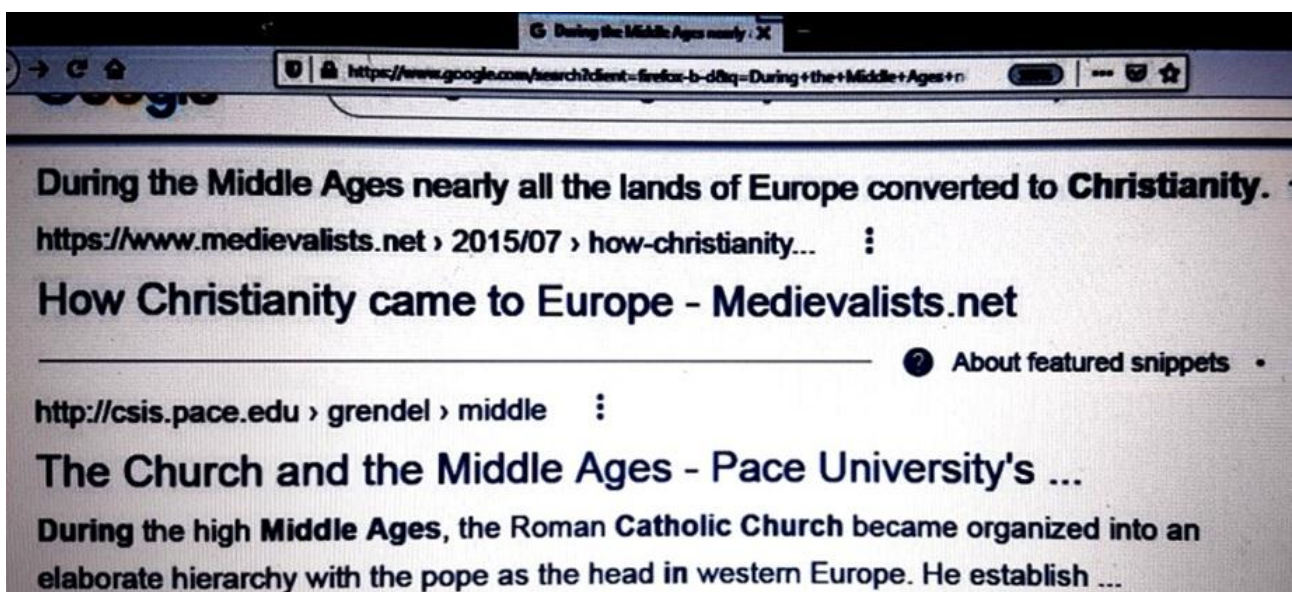 G During the Middle Ages nearly
https://www.google.com/search?client=firefox-b-d&q=During+the+Middle+Ages+n
Google
During the Middle Ages nearly all the lands of Europe converted to Christianity.
https://www.medievalists.net › 2015/07 › how-christianity...
How Christianity came to Europe - Medievalists.net
? About featured snippets •
http://csis.pace.edu › grendel › middle
The Church and the Middle Ages - Pace University's ...
During the high Middle Ages, the Roman Catholic Church became organized into an
elaborate hierarchy with the pope as the head in western Europe. He establish ...